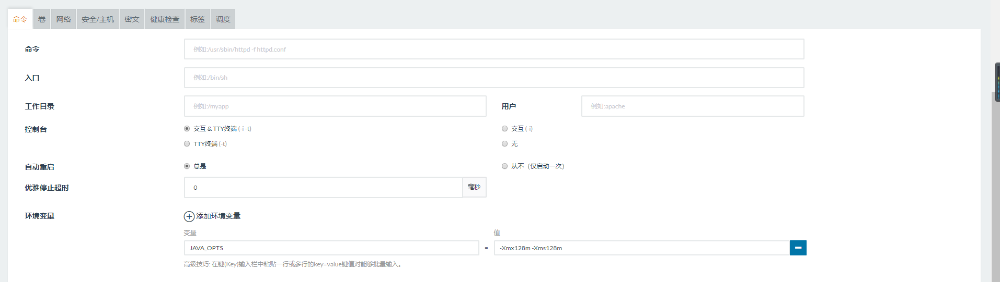 命令 卷 网络 安全/主机 密文 健康检查 标签 调度
命令 例如:/usr/sbin/httpd -f httpd.conf
入口 例如:/bin/sh
工作目录 例如:/myapp 用户 例如:apache
控制台 交互 & TTY终端 (-i -t) 交互 (-i)
TTY终端 (-t) 无
自动重启 总是 从不（仅启动一次）
优雅停止超时 0 毫秒
环境变量 添加环境变量
变量 值
JAVA_OPTS = -Xmx128m -Xms128m
高级技巧: 在键(Key)输入栏中粘贴一行或多行的key=value键值对能够批量输入。